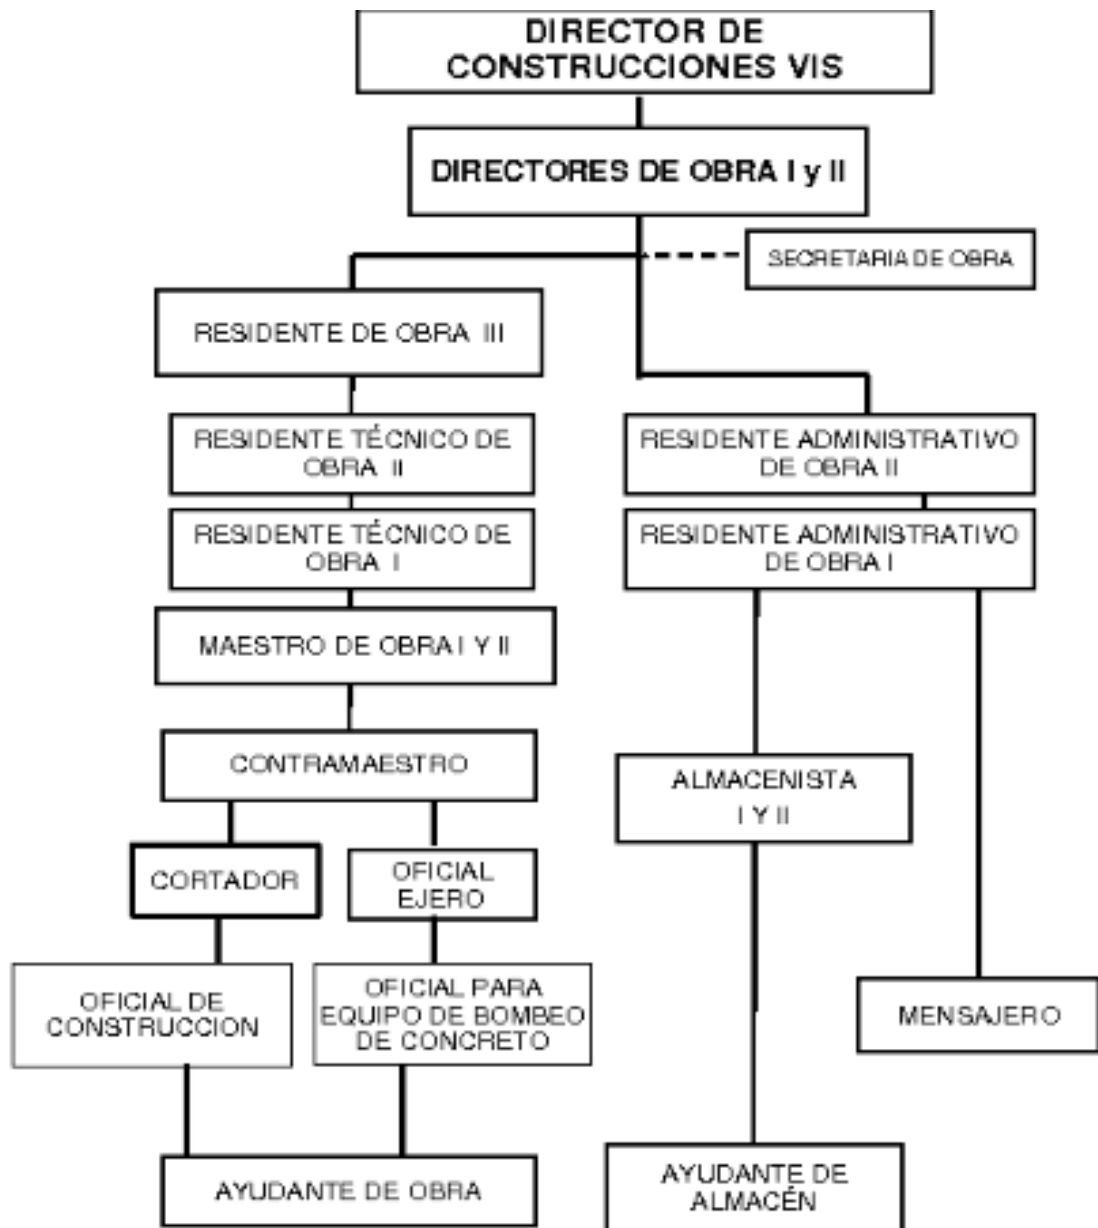 DIRECTOR DE
CONSTRUCCIONES VIS
DIRECTORES DE OBRA I y II
SECRETARIA DE OBRA
RESIDENTE DE OBRA III
RESIDENTE TÉCNICO DE
OBRA II
RESIDENTE ADMINISTRATIVO
DE OBRA II
RESIDENTE TÉCNICO DE
OBRA I
RESIDENTE ADMINISTRATIVO
DE OBRA I
MAESTRO DE OBRA I Y II
CONTRAMAESTRO
ALMACENISTA
I Y II
CORTADOR
OFICIAL
EJERO
OFICIAL DE
CONSTRUCCION
OFICIAL PARA
EQUIPO DE BOMBEO
DE CONCRETO
MENSAJERO
AYUDANTE DE OBRA
AYUDANTE DE
ALMACÉN